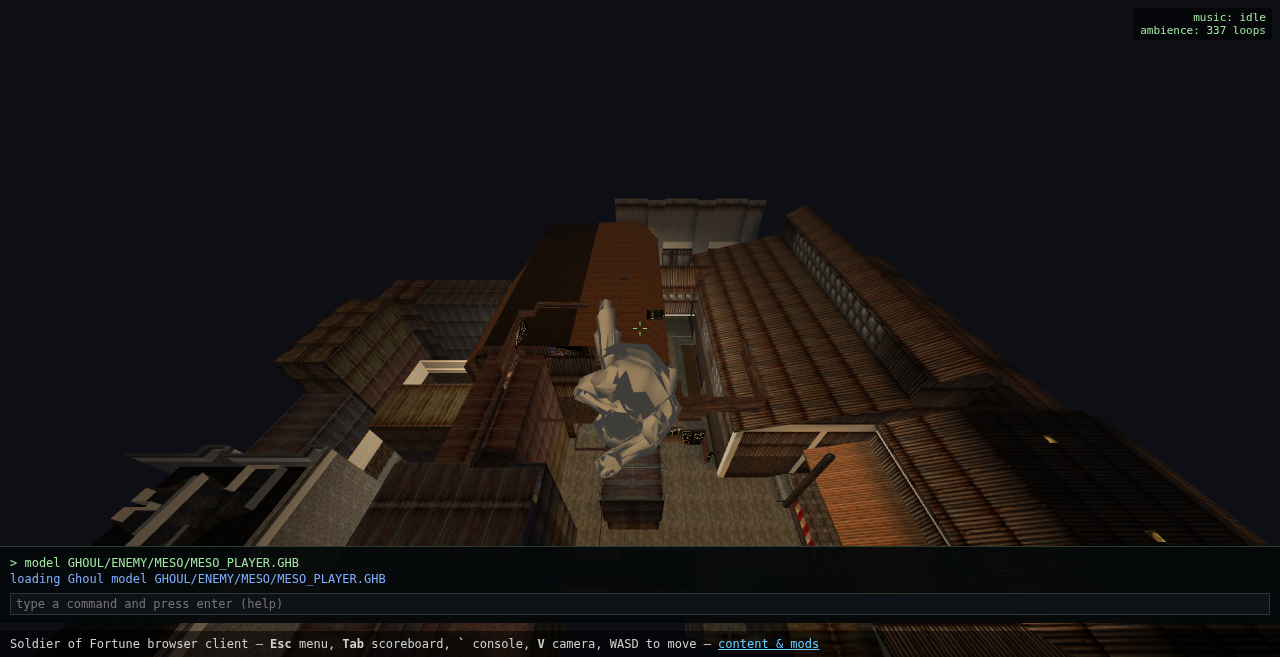 music: idle
ambience: 337 loops
> model GHOUL/ENEMY/MESO/MESO_PLAYER.GHB
loading Ghoul model GHOUL/ENEMY/MESO/MESO_PLAYER.GHB
type a command and press enter (help)
Soldier of Fortune browser client — Esc menu, Tab scoreboard, ` console, V camera, WASD to move — content & mods